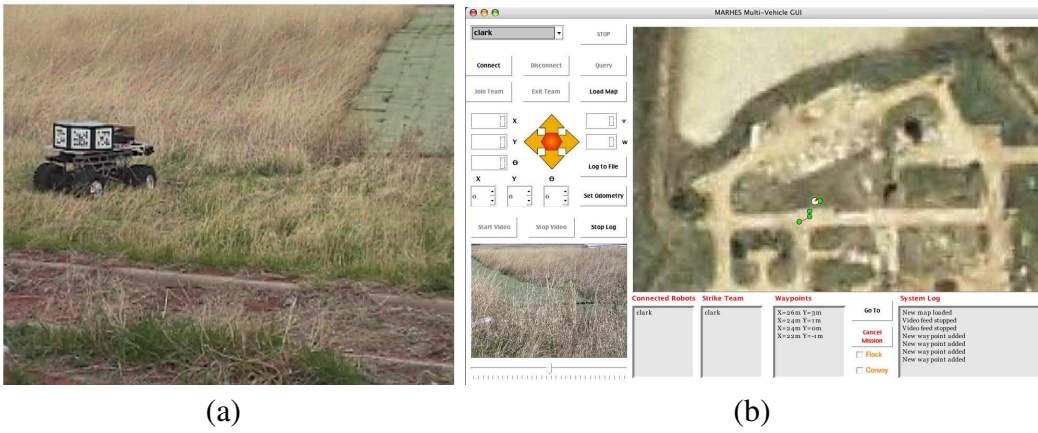 MARHES Multi-Vehicle GUI
clark
STOP
Connect
Disconnect
Query
Join Team
Exit Team
Load Map
X
Y
Θ
v
w
Log to File
X
Y
Θ
0
0
0
Set Odometry
Start Video
Stop Video
Stop Log
Connected Robots
clark
Strike Team
clark
Waypoints
X=26m Y=3m
X=24m Y=1m
X=24m Y=0m
X=22m Y=-1m
Go To
Cancel
Mission
Flock
Convoy
System Log
New map loaded
Video feed stopped
Video feed stopped
New way point added
New way point added
New way point added
New way point added
(a)
(b)